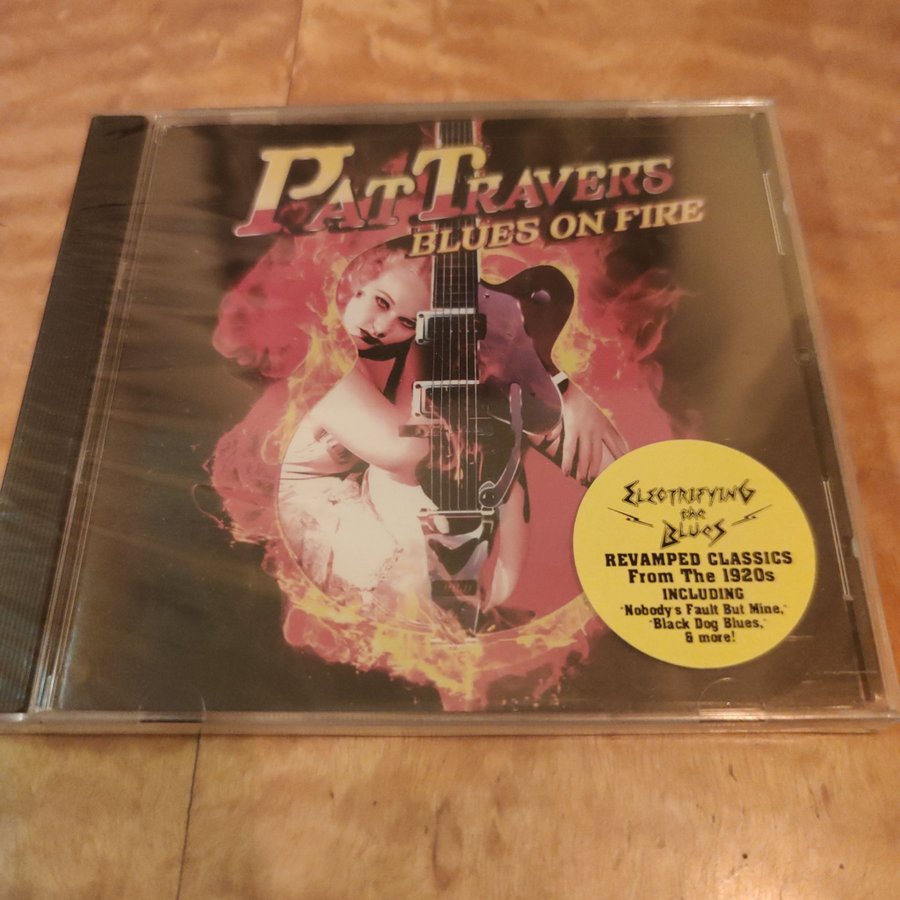 PAT TRAVERS
BLUES ON FIRE
ELECTRIFYING
THE
BLUES
REVAMPED CLASSICS
From The 1920s
INCLUDING
"Nobody's Fault But Mine,"
"Black Dog Blues,"
& more!